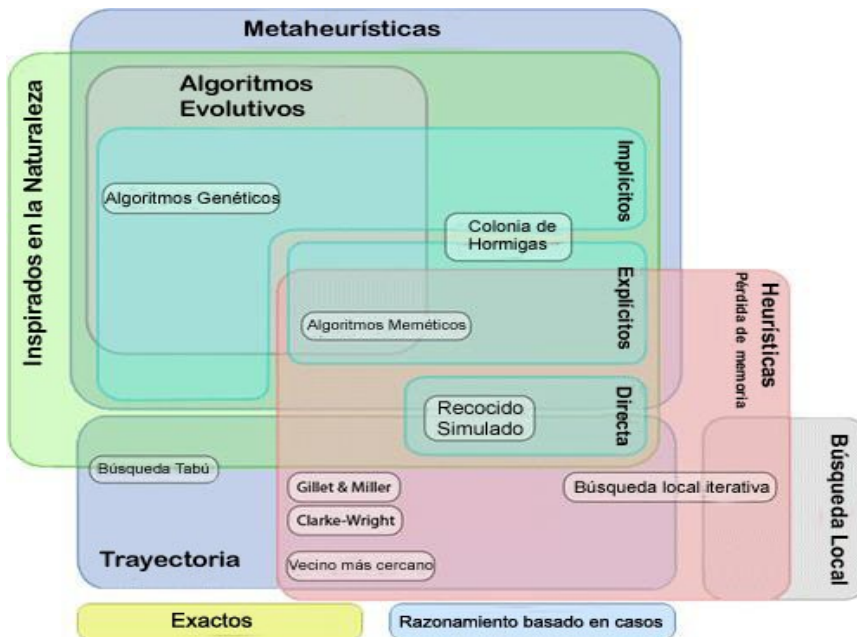 Metaheurísticas
Inspirados en la Naturaleza
Algoritmos
Evolutivos
Implícitos
Algoritmos Genéticos
Colonia de
Hormigas
Explícitos
Heurísticas
Pérdida de memoria
Algoritmos Meméticos
Directa
Recocido
Simulado
Búsqueda Local
Búsqueda Tabú
Gillet & Miller
Búsqueda local iterativa
Clarke-Wright
Trayectoria
Vecino más cercano
Exactos
Razonamiento basado en casos